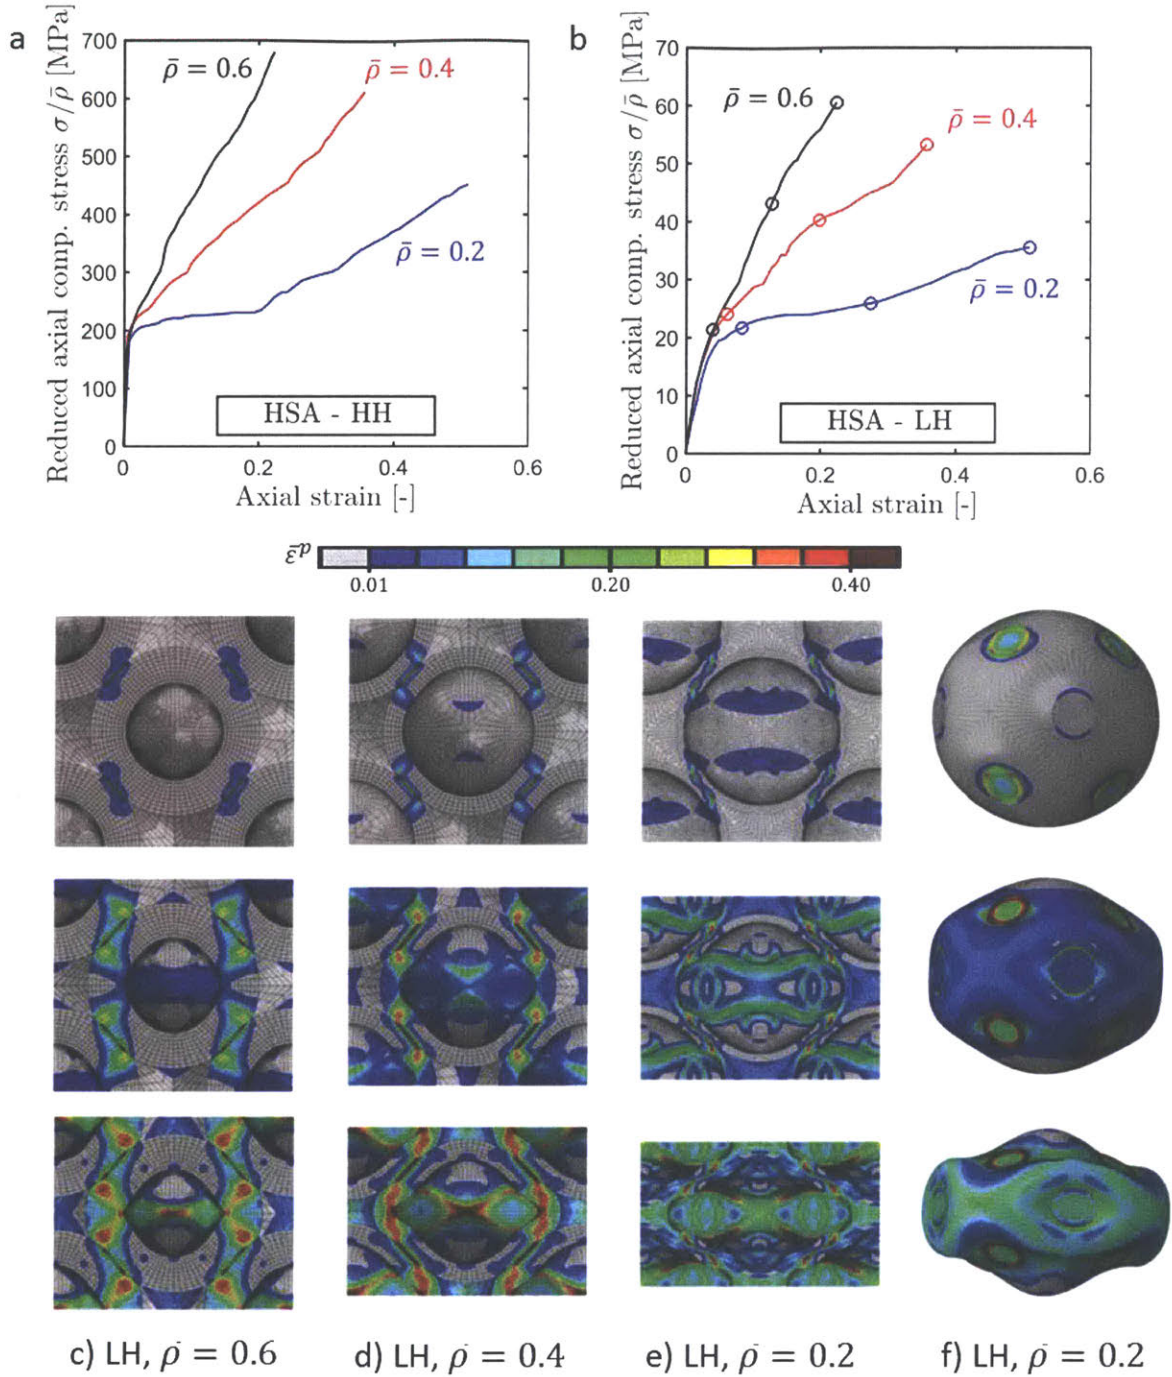 a
Reduced axial comp. stress σ/ρ̄ [MPa]
700
600
500
400
300
200
100
0
0
0.2
0.4
0.6
Axial strain [-]
ρ̄ = 0.6
ρ̄ = 0.4
ρ̄ = 0.2
HSA - HH
b
Reduced axial comp. stress σ/ρ̄ [MPa]
70
60
50
40
30
20
10
0
0
0.2
0.4
0.6
Axial strain [-]
ρ̄ = 0.6
ρ̄ = 0.4
ρ̄ = 0.2
HSA - LH
ε̄ᵖ
0.01 0.20 0.40
c) LH, ρ̄ = 0.6
d) LH, ρ̄ = 0.4
e) LH, ρ̄ = 0.2
f) LH, ρ̄ = 0.2